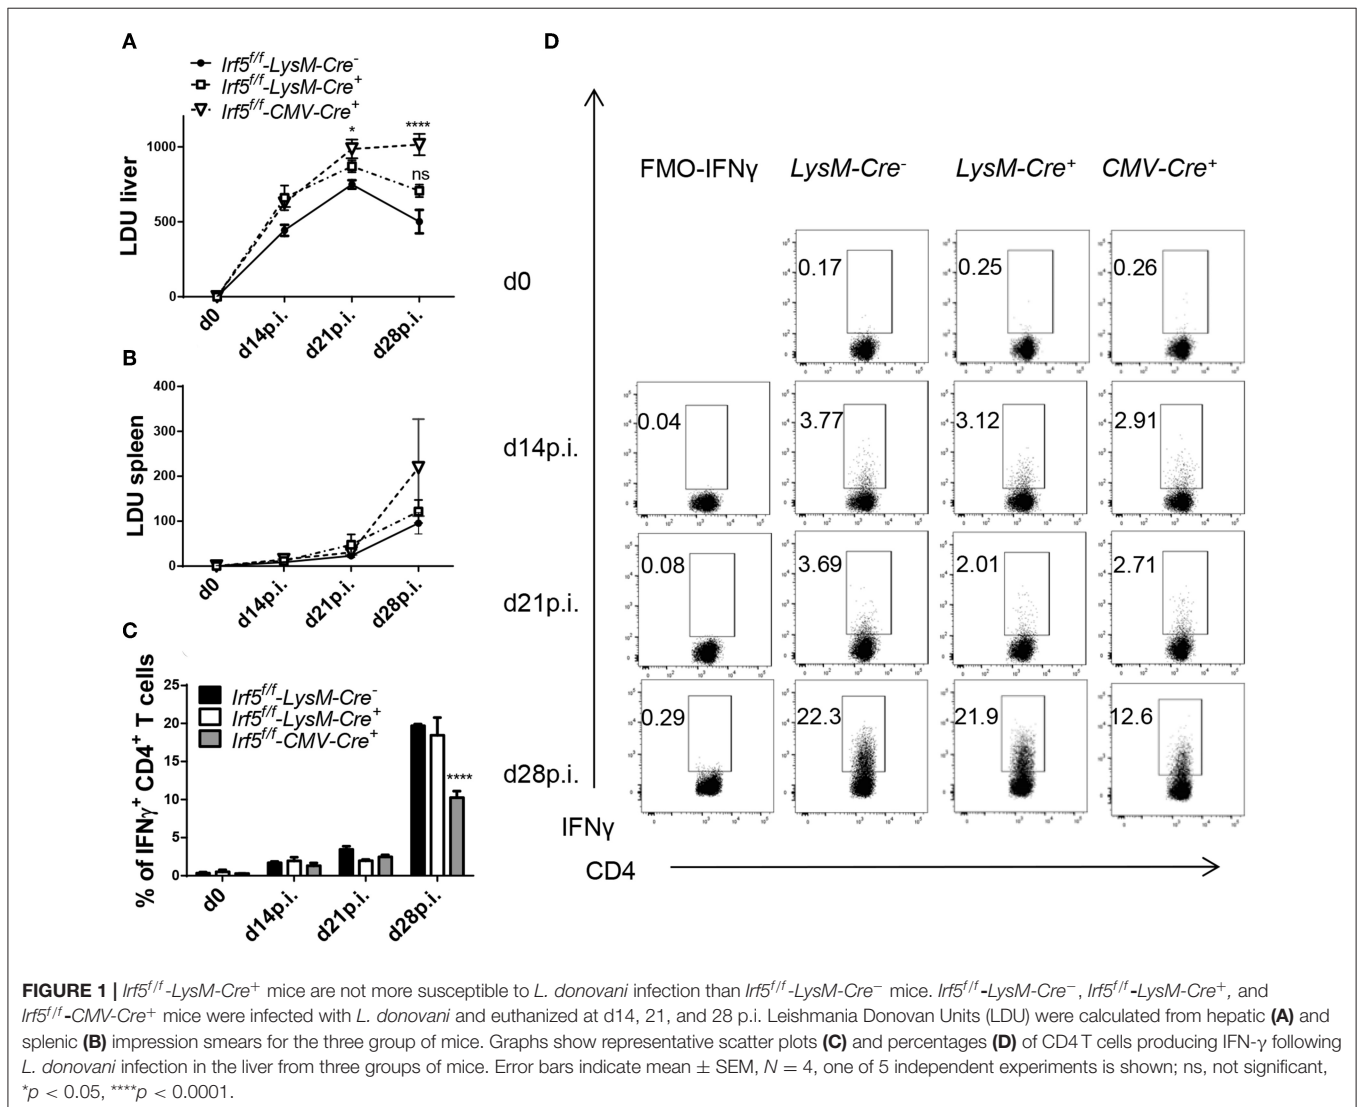 A
Irf5f/f-LysM-Cre-
Irf5f/f-LysM-Cre+
Irf5f/f-CMV-Cre+
LDU liver
1000
500
0
*
****
ns
d0
d14p.i.
d21p.i.
d28p.i.
B
LDU spleen
400
300
200
100
0
d0
d14p.i.
d21p.i.
d28p.i.
C
% of IFNγ+ CD4+ T cells
25
20
15
10
5
0
Irf5f/f-LysM-Cre-
Irf5f/f-LysM-Cre+
Irf5f/f-CMV-Cre+
****
d0
d14p.i.
d21p.i.
d28p.i.
D
FMO-IFNγ LysM-Cre- LysM-Cre+ CMV-Cre+
d0
0.17 0.25 0.26
d14p.i.
0.04 3.77 3.12 2.91
d21p.i.
0.08 3.69 2.01 2.71
d28p.i.
0.29 22.3 21.9 12.6
IFNγ
CD4
FIGURE 1 | Irf5f/f-LysM-Cre+ mice are not more susceptible to L. donovani infection than Irf5f/f-LysM-Cre− mice. Irf5f/f-LysM-Cre−, Irf5f/f-LysM-Cre+, and
Irf5f/f-CMV-Cre+ mice were infected with L. donovani and euthanized at d14, 21, and 28 p.i. Leishmania Donovan Units (LDU) were calculated from hepatic (A) and
splenic (B) impression smears for the three group of mice. Graphs show representative scatter plots (C) and percentages (D) of CD4 T cells producing IFN-γ following
L. donovani infection in the liver from three groups of mice. Error bars indicate mean ± SEM, N = 4, one of 5 independent experiments is shown; ns, not significant,
*p < 0.05, ****p < 0.0001.